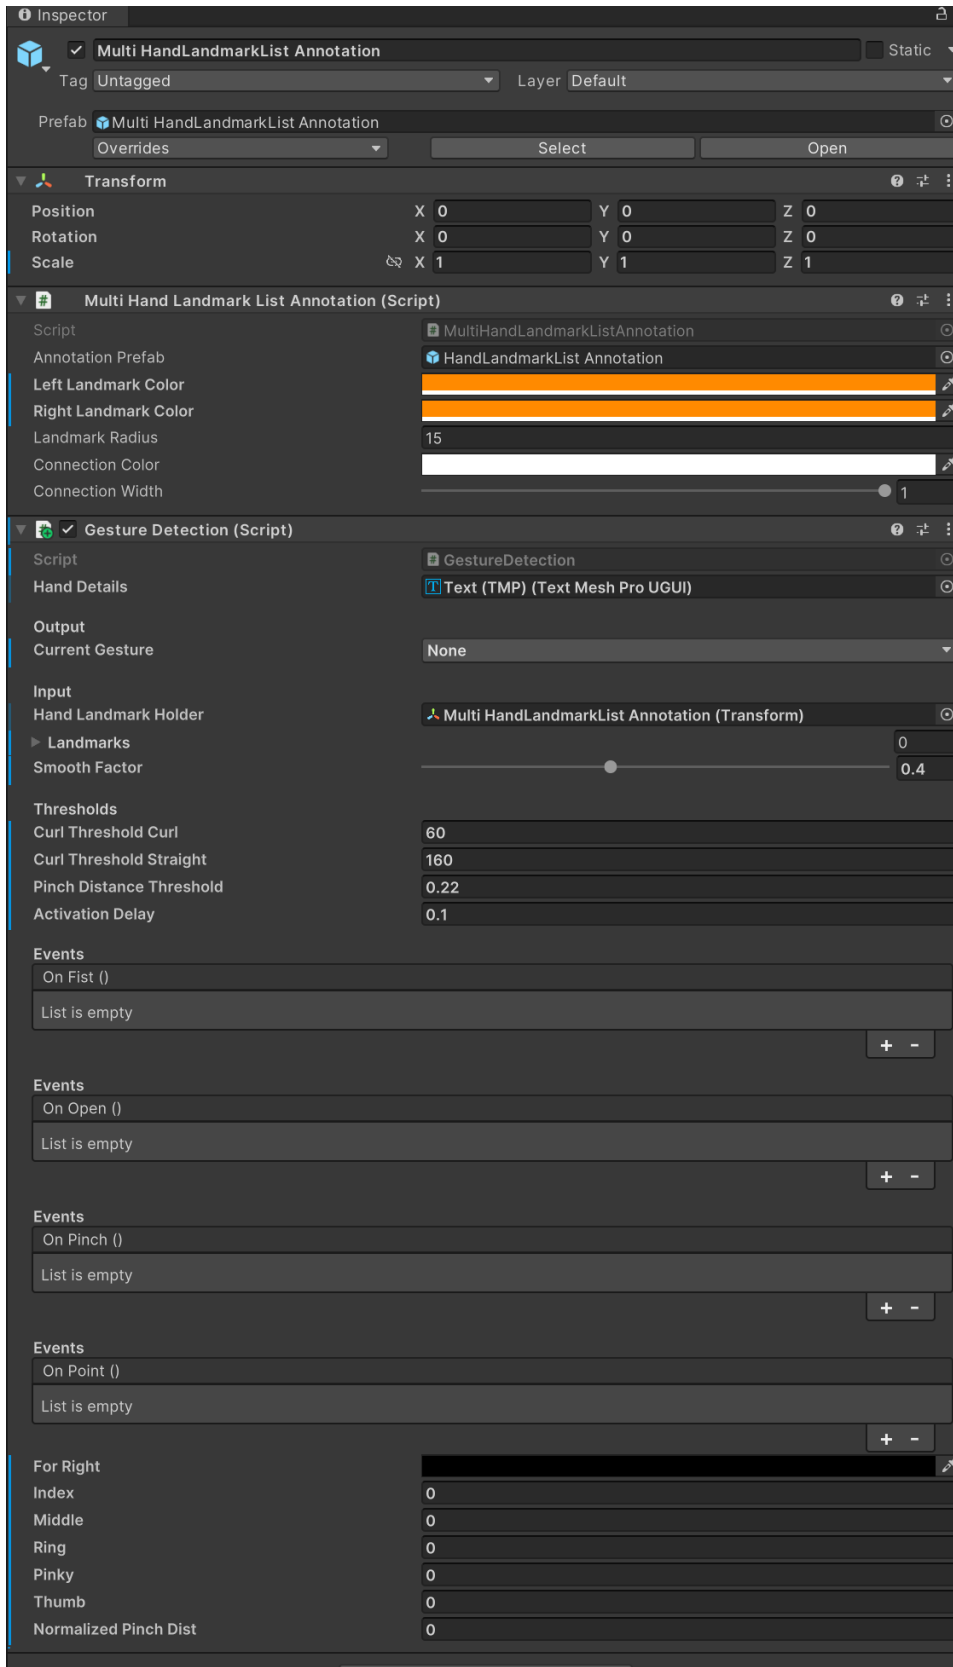 Inspector
Multi HandLandmarkList Annotation Static
Tag Untagged Layer Default
Prefab Multi HandLandmarkList Annotation
Overrides Select Open
Transform
Position X 0 Y 0 Z 0
Rotation X 0 Y 0 Z 0
Scale X 1 Y 1 Z 1
# Multi Hand Landmark List Annotation (Script)
Script # MultiHandLandmarkListAnnotation
Annotation Prefab HandLandmarkList Annotation
Left Landmark Color
Right Landmark Color
Landmark Radius 15
Connection Color
Connection Width 1
# Gesture Detection (Script)
Script # GestureDetection
Hand Details T Text (TMP) (Text Mesh Pro UGUI)
Output
Current Gesture None
Input
Hand Landmark Holder Multi HandLandmarkList Annotation (Transform)
Landmarks 0
Smooth Factor 0.4
Thresholds
Curl Threshold Curl 60
Curl Threshold Straight 160
Pinch Distance Threshold 0.22
Activation Delay 0.1
Events
On Fist ()
List is empty
+ -
Events
On Open ()
List is empty
+ -
Events
On Pinch ()
List is empty
+ -
Events
On Point ()
List is empty
+ -
For Right
Index 0
Middle 0
Ring 0
Pinky 0
Thumb 0
Normalized Pinch Dist 0